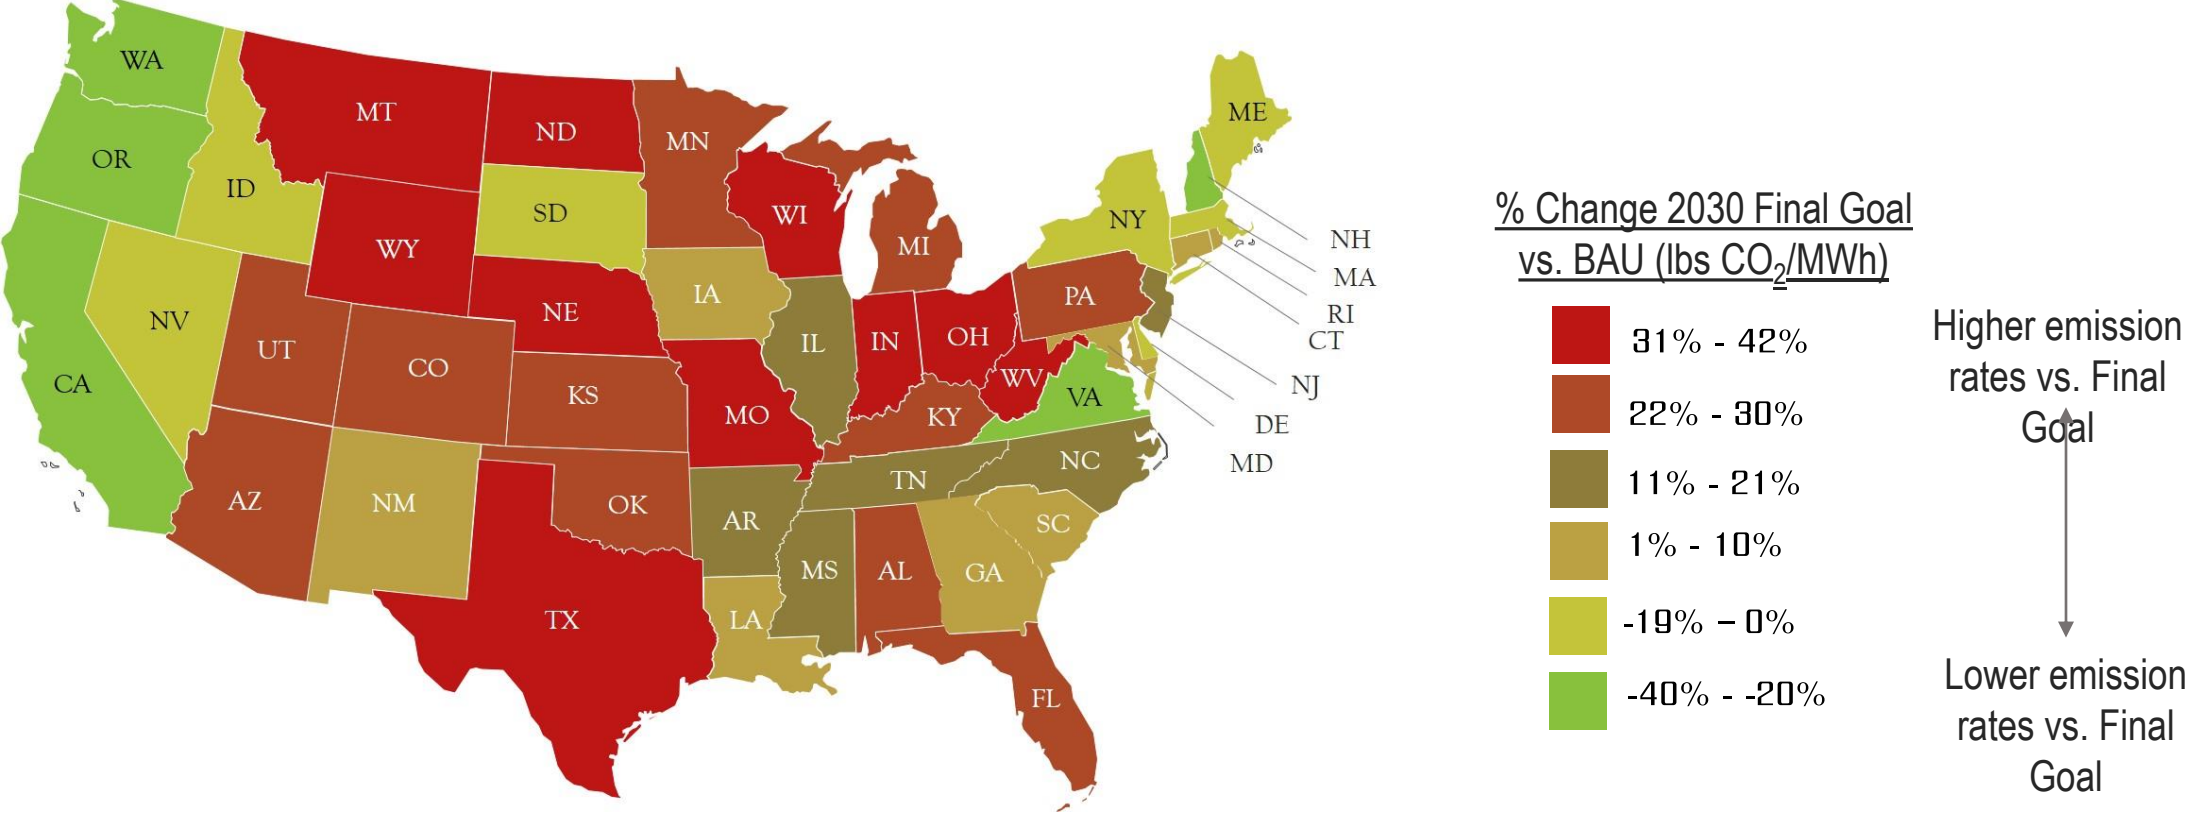 WA
OR
CA
ID
NV
MT
WY
UT
AZ
CO
NM
ND
SD
NE
KS
OK
TX
MN
IA
MO
AR
LA
WI
IL
MI
IN
OH
KY
TN
MS
AL
GA
FL
SC
NC
VA
WV
PA
NY
ME
NH
MA
RI
CT
NJ
DE
MD
% Change 2030 Final Goal
vs. BAU (lbs CO2/MWh)
31% - 42%
22% - 30%
11% - 21%
1% - 10%
-19% – 0%
-40% - -20%
Higher emission
rates vs. Final
Goal
Lower emission
rates vs. Final
Goal